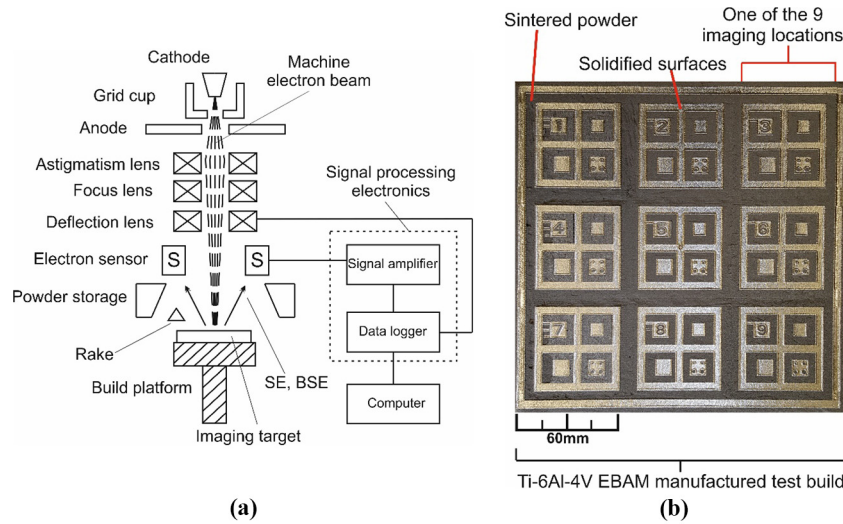 Cathode
Machine
electron beam
Grid cup
Anode
Astigmatism lens
Focus lens
Deflection lens
Signal processing
electronics
Electron sensor
S
S
Signal amplifier
Powder storage
Data logger
Rake
Build platform
SE, BSE
Computer
Imaging target
(a)
Sintered powder
One of the 9
imaging locations
Solidified surfaces
1
2
3
4
5
6
7
8
9
60mm
Ti-6Al-4V EBAM manufactured test build
(b)